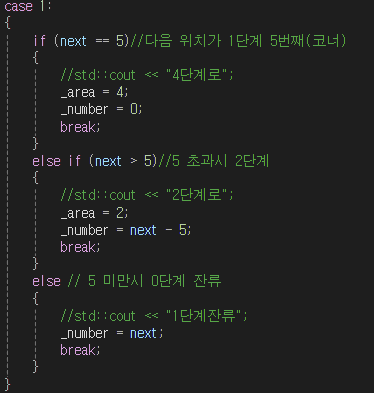 case 1:
{
if (next == 5)//다음 위치가 1단계 5번째(코너)
{
//std::cout << "4단계로";
_area = 4;
_number = 0;
break;
}
else if (next > 5)//5 초과시 2단계
{
//std::cout << "2단계로";
_area = 2;
_number = next - 5;
break;
}
else // 5 미만시 0단계 잔류
{
//std::cout << "1단계잔류";
_number = next;
break;
}
}